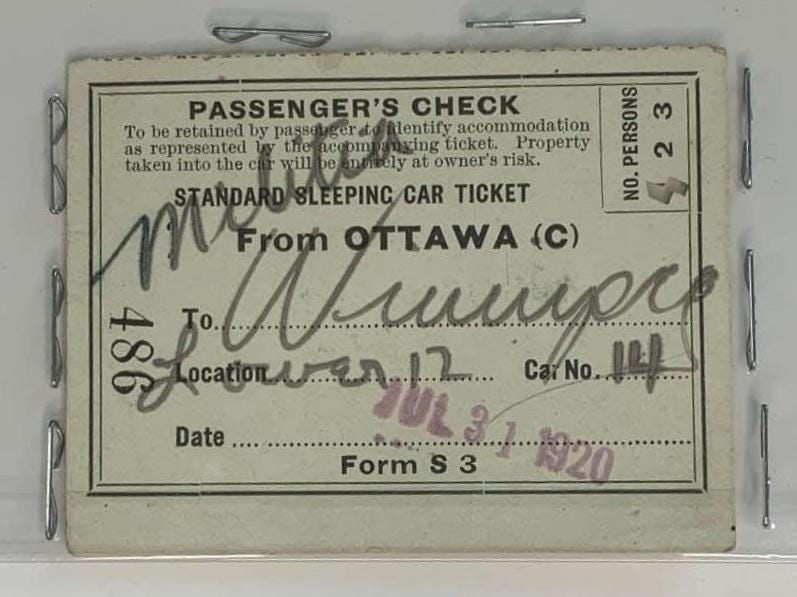 PASSENGER'S CHECK
To be retained by passenger to identify accommodation
as represented by the accompanying ticket. Property
taken into the car will be entirely at owner's risk.
NO. PERSONS
2 3
STANDARD SLEEPING CAR TICKET
From OTTAWA (C)
To Winnipeg
486
Location Lower 12 Car No. 14
Date JUL 31 1920
Form S 3